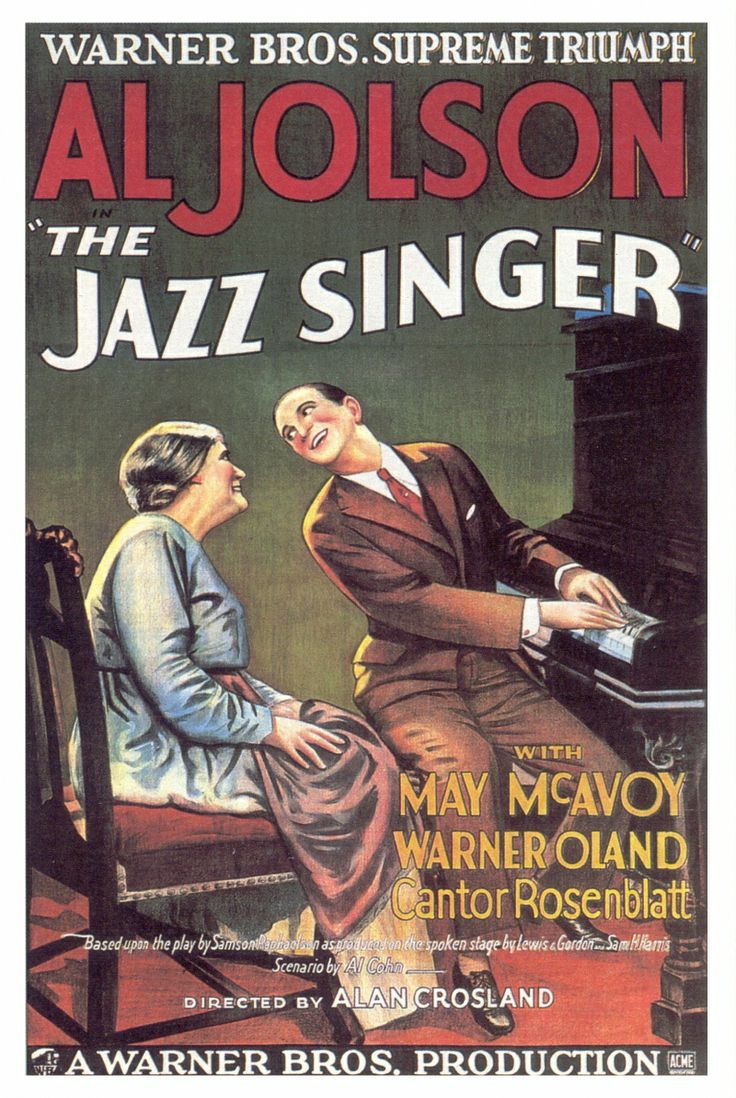 WARNER BROS. SUPREME TRIUMPH
AL JOLSON
IN
"THE
JAZZ SINGER"
WITH
MAY McAVOY
WARNER OLAND
Cantor Rosenblatt
Based upon the play by Samson Raphaelson as produced on the spoken stage by Lewis & Gordon and Sam H. Harris
Scenario by Al Cohn
DIRECTED BY ALAN CROSLAND
A WARNER BROS. PRODUCTION
ACME